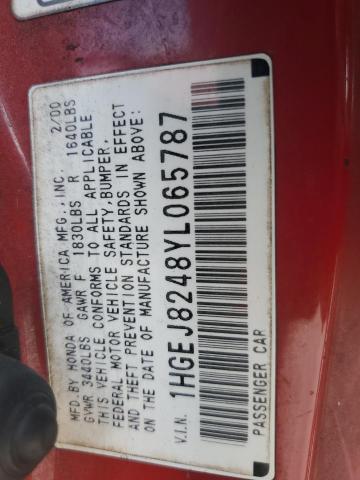 MFD.BY HONDA OF AMERICA MFG.,INC. 2/00
GVWR 3440LBS GAWR F 1830LBS R 1640LBS
THIS VEHICLE CONFORMS TO ALL APPLICABLE
FEDERAL MOTOR VEHICLE SAFETY,BUMPER,
AND THEFT PREVENTION STANDARDS IN EFFECT
ON THE DATE OF MANUFACTURE SHOWN ABOVE:
V.I.N. 1HGEJ8248YL065787
PASSENGER CAR